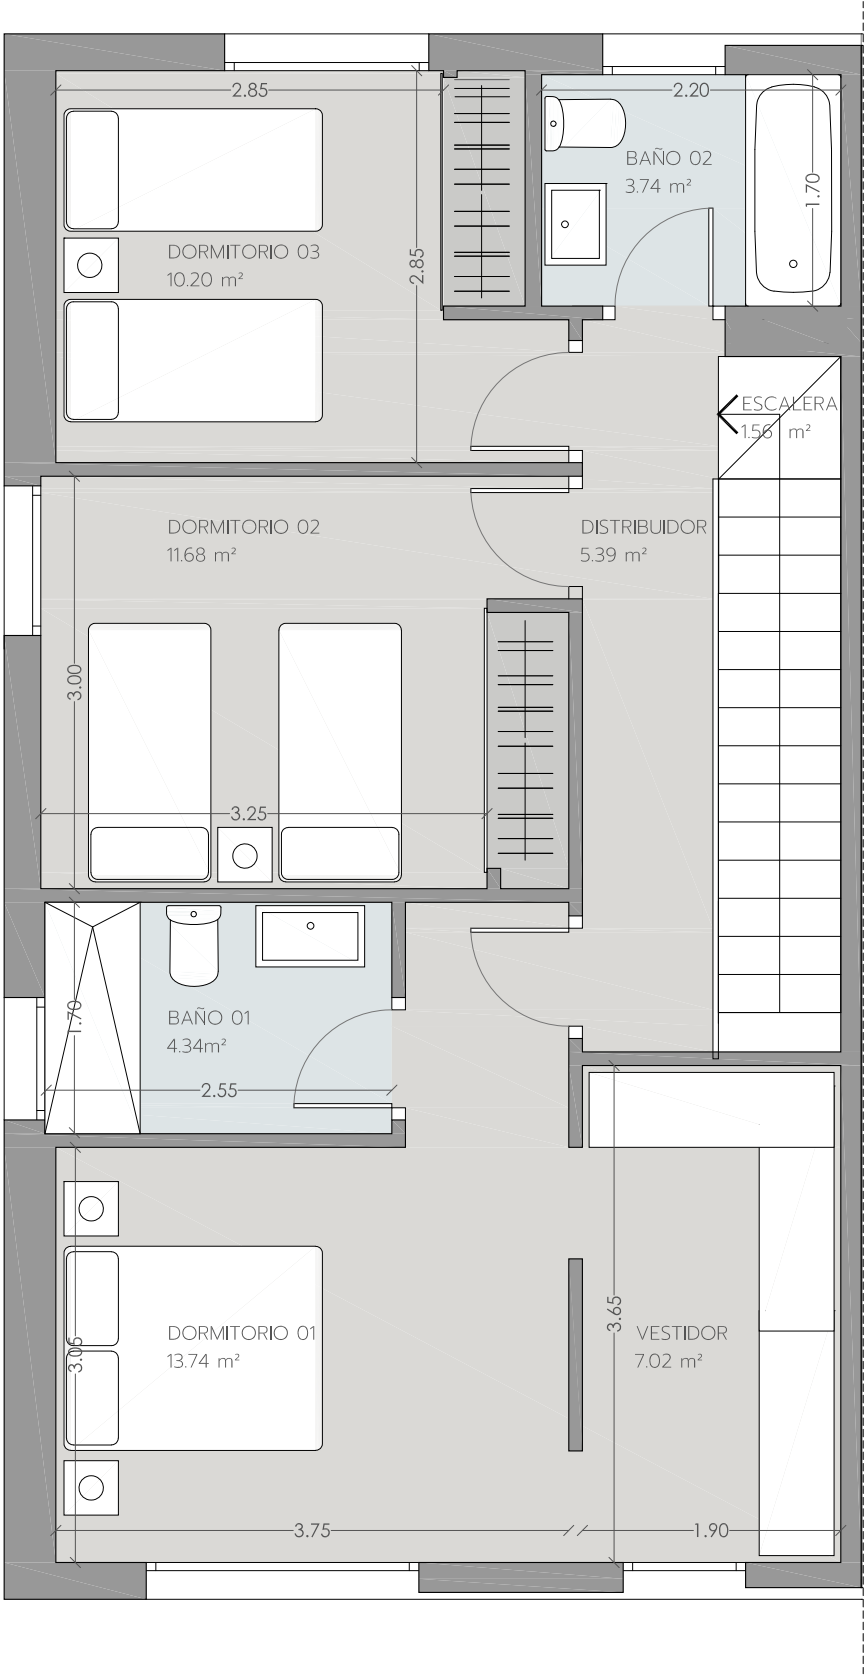 2.85
2.20
BAÑO 02
3.74 m²
1.70
DORMITORIO 03
10.20 m²
2.85
ESCALERA
1.56 m²
DORMITORIO 02
11.68 m²
DISTRIBUIDOR
5.39 m²
3.00
3.25
1.70
BAÑO 01
4.34m²
2.55
3.65
DORMITORIO 01
13.74 m²
3.05
VESTIDOR
7.02 m²
3.75
1.90